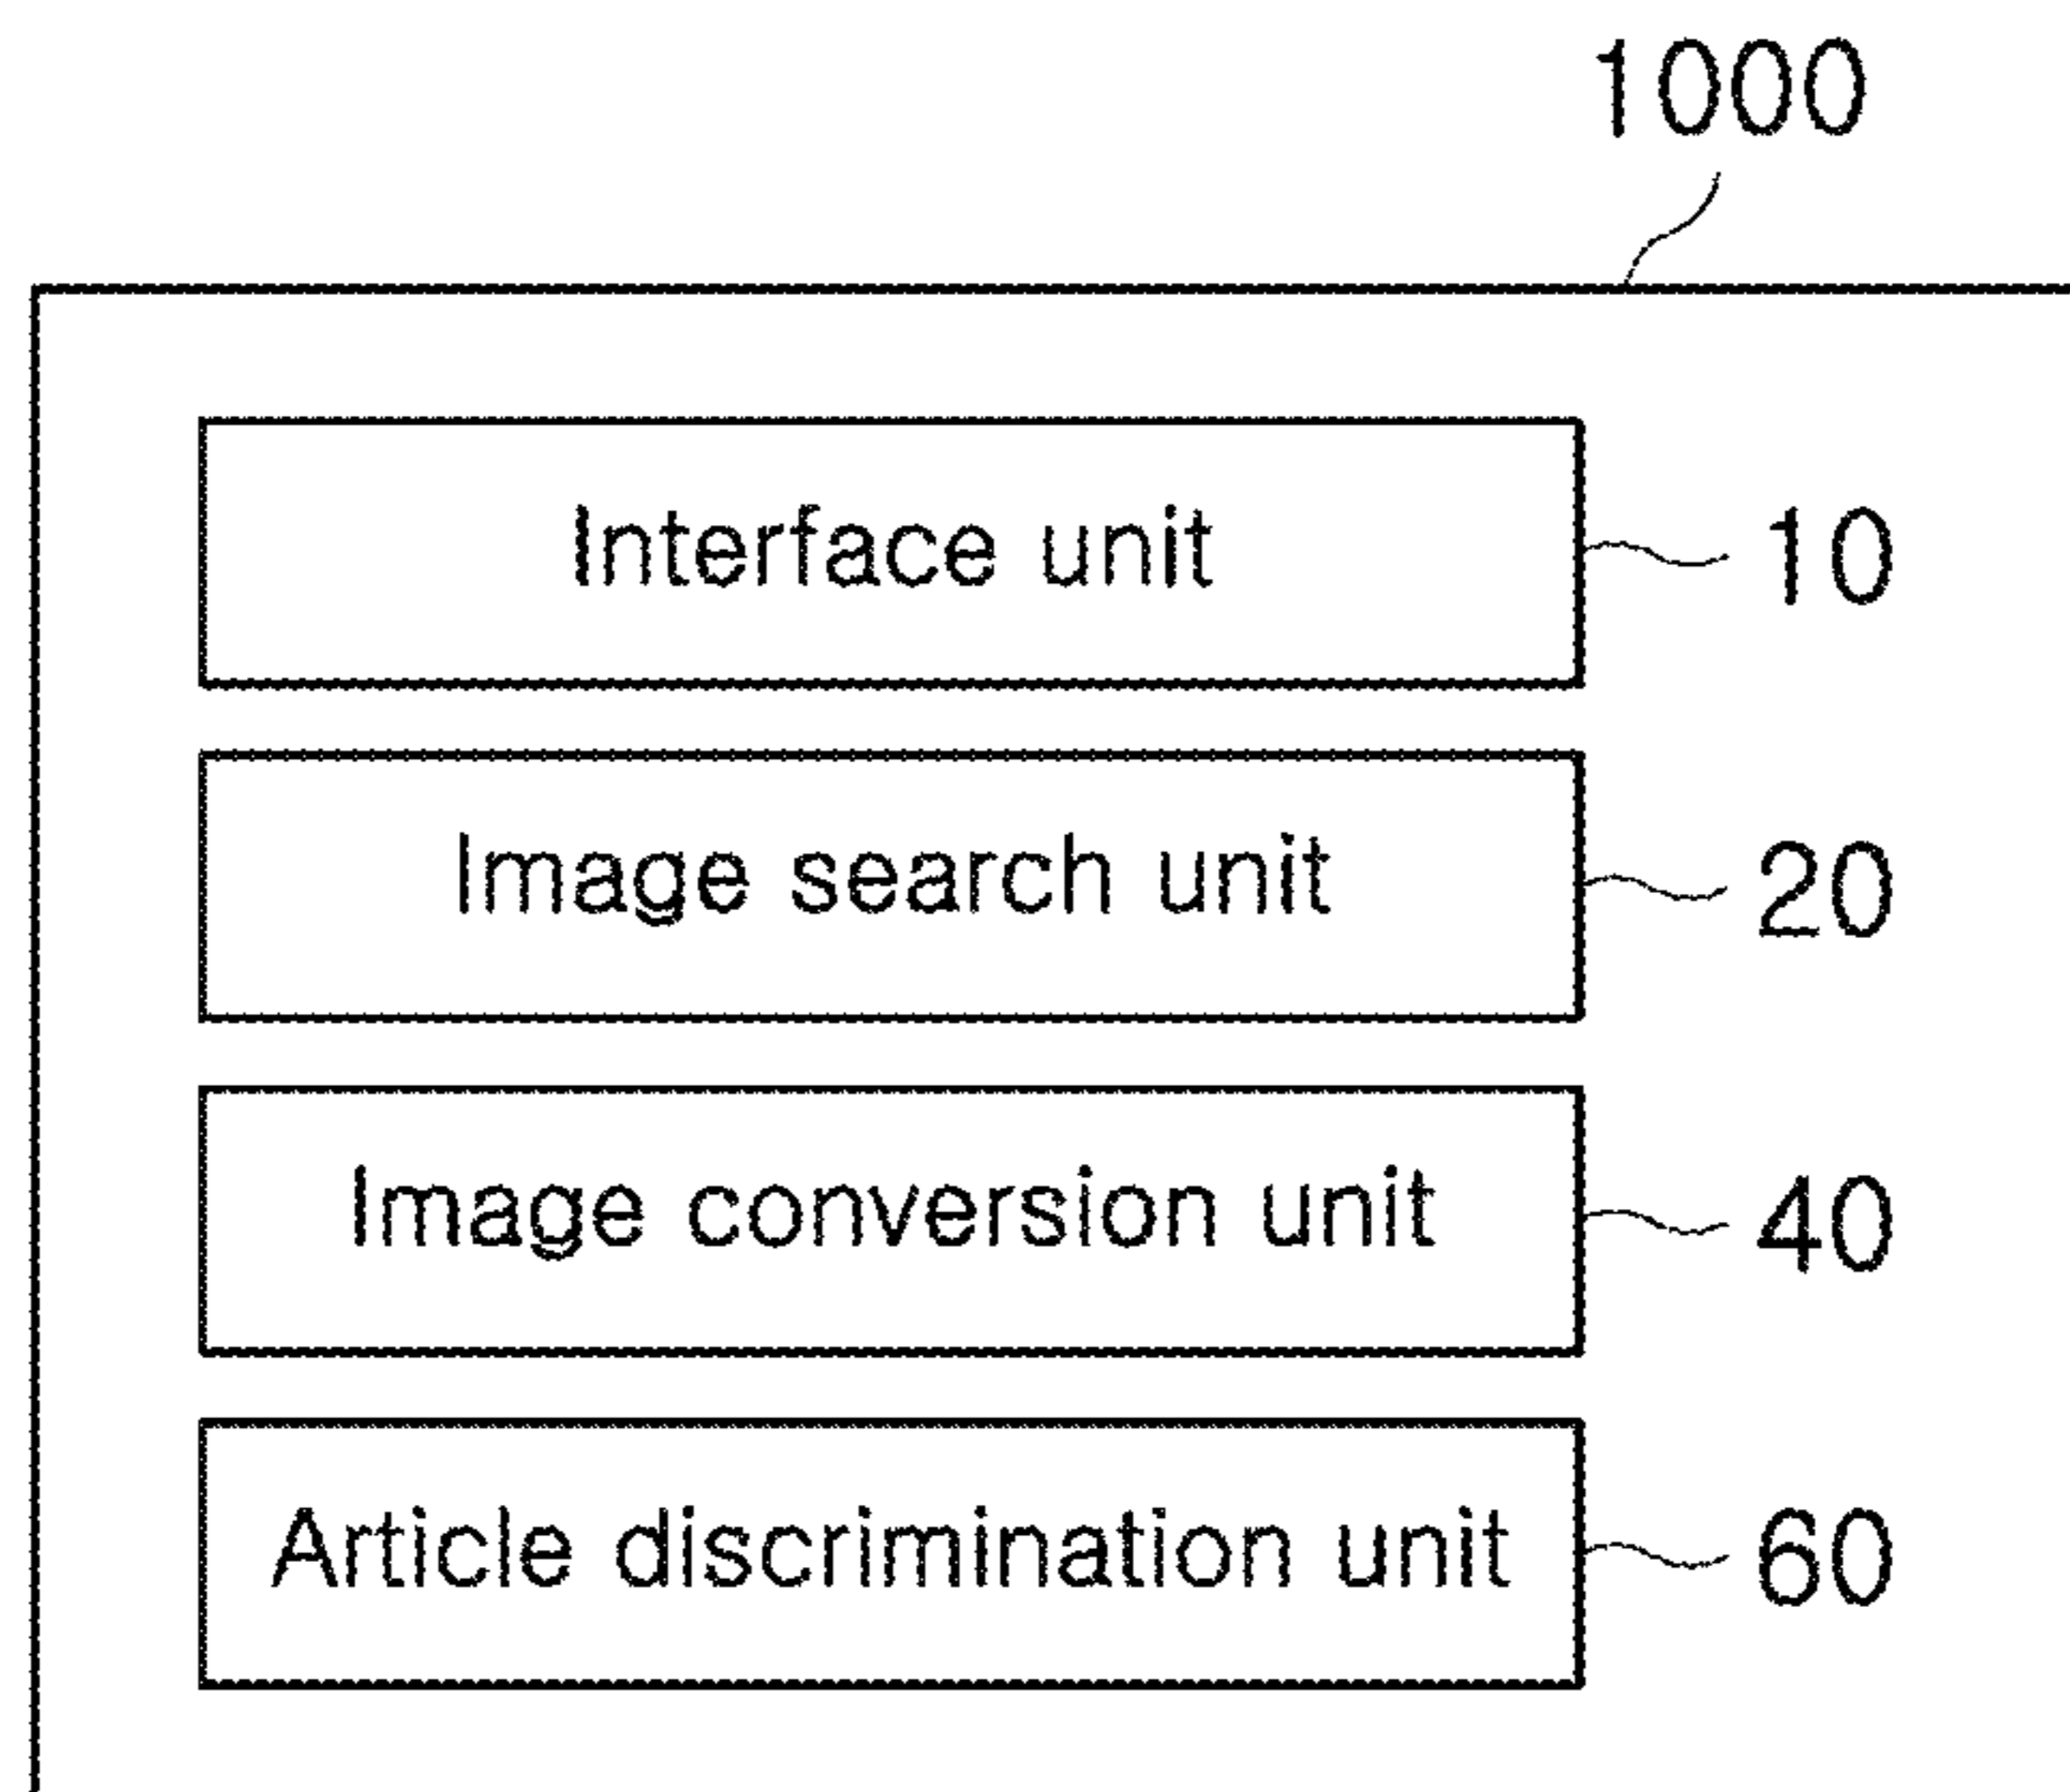 1000
Interface unit 10
Image search unit 20
Image conversion unit 40
Article discrimination unit 60